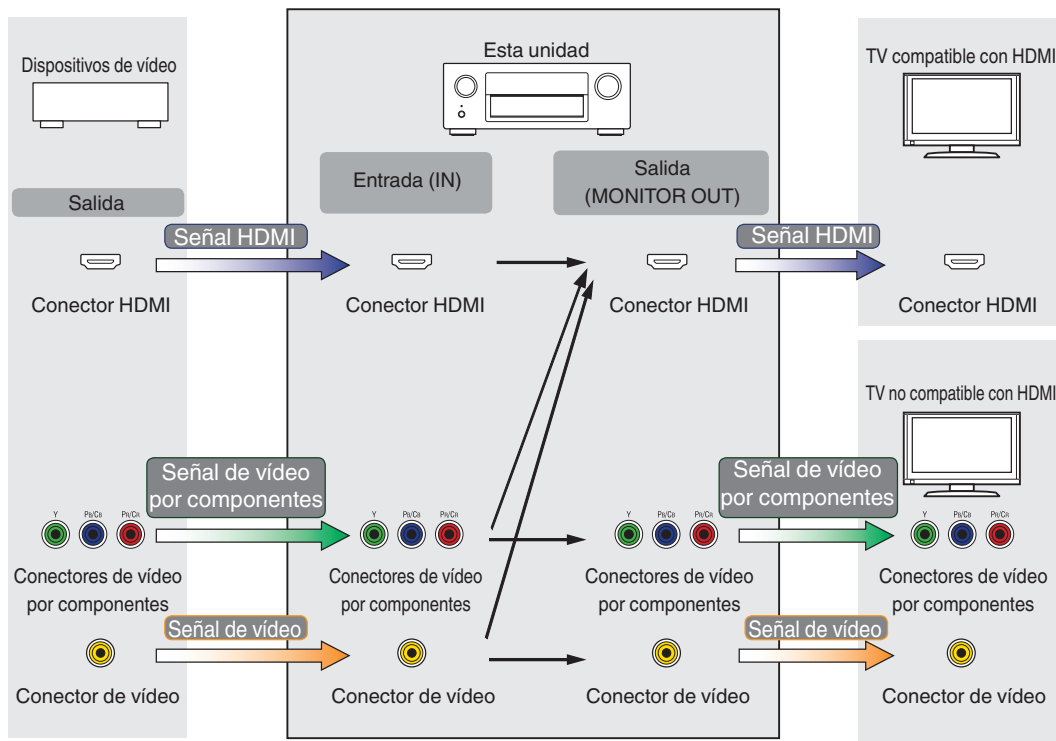 Dispositivos de vídeo
Esta unidad
TV compatible con HDMI
Salida
Entrada (IN)
Salida
(MONITOR OUT)
Señal HDMI
Señal HDMI
Conector HDMI
Conector HDMI
Conector HDMI
Conector HDMI
TV no compatible con HDMI
Señal de vídeo
por componentes
Señal de vídeo
por componentes
Y PB/CB PR/CR
Y PB/CB PR/CR
Y PB/CB PR/CR
Y PB/CB PR/CR
Conectores de vídeo
por componentes
Conectores de vídeo
por componentes
Conectores de vídeo
por componentes
Conectores de vídeo
por componentes
Señal de vídeo
Señal de vídeo
Conector de vídeo
Conector de vídeo
Conector de vídeo
Conector de vídeo